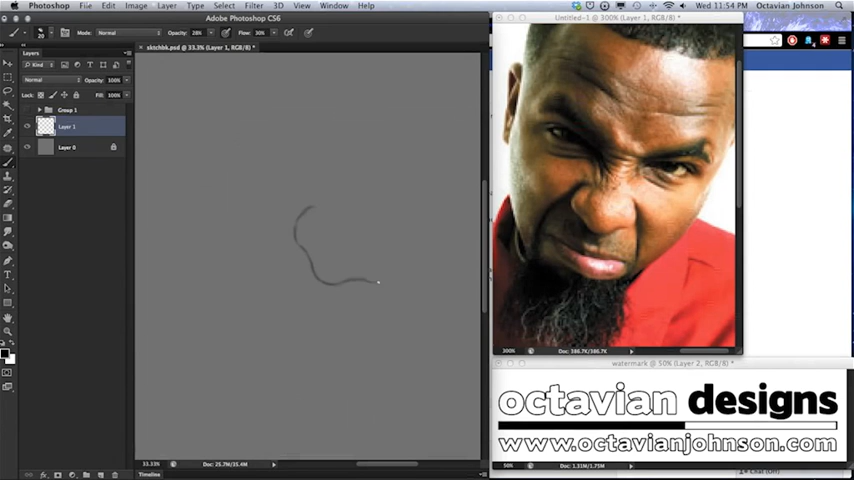 Photoshop File Edit Image Layer Type Select Filter 3D View Window Help Wed 11:54 PM Octavian Johnson
Adobe Photoshop CS6
Untitled-1 @ 300% (Layer 1, RGB/8) *
Mode: Normal Opacity: 28% Flow: 30%
sktchbk.psd @ 33.3% (Layer 1, RGB/8) *
Layers
Kind
Normal Opacity: 100%
Lock: Fill: 100%
Group 1
Layer 1
Layer 0
300% Doc: 386.7K/386.7K
watermark @ 50% (Layer 2, RGB/8) *
octavian designs
www.octavianjohnson.com
33.33% Doc: 25.7M/35.4M
50% Doc: 1.31M/1.75M
Timeline